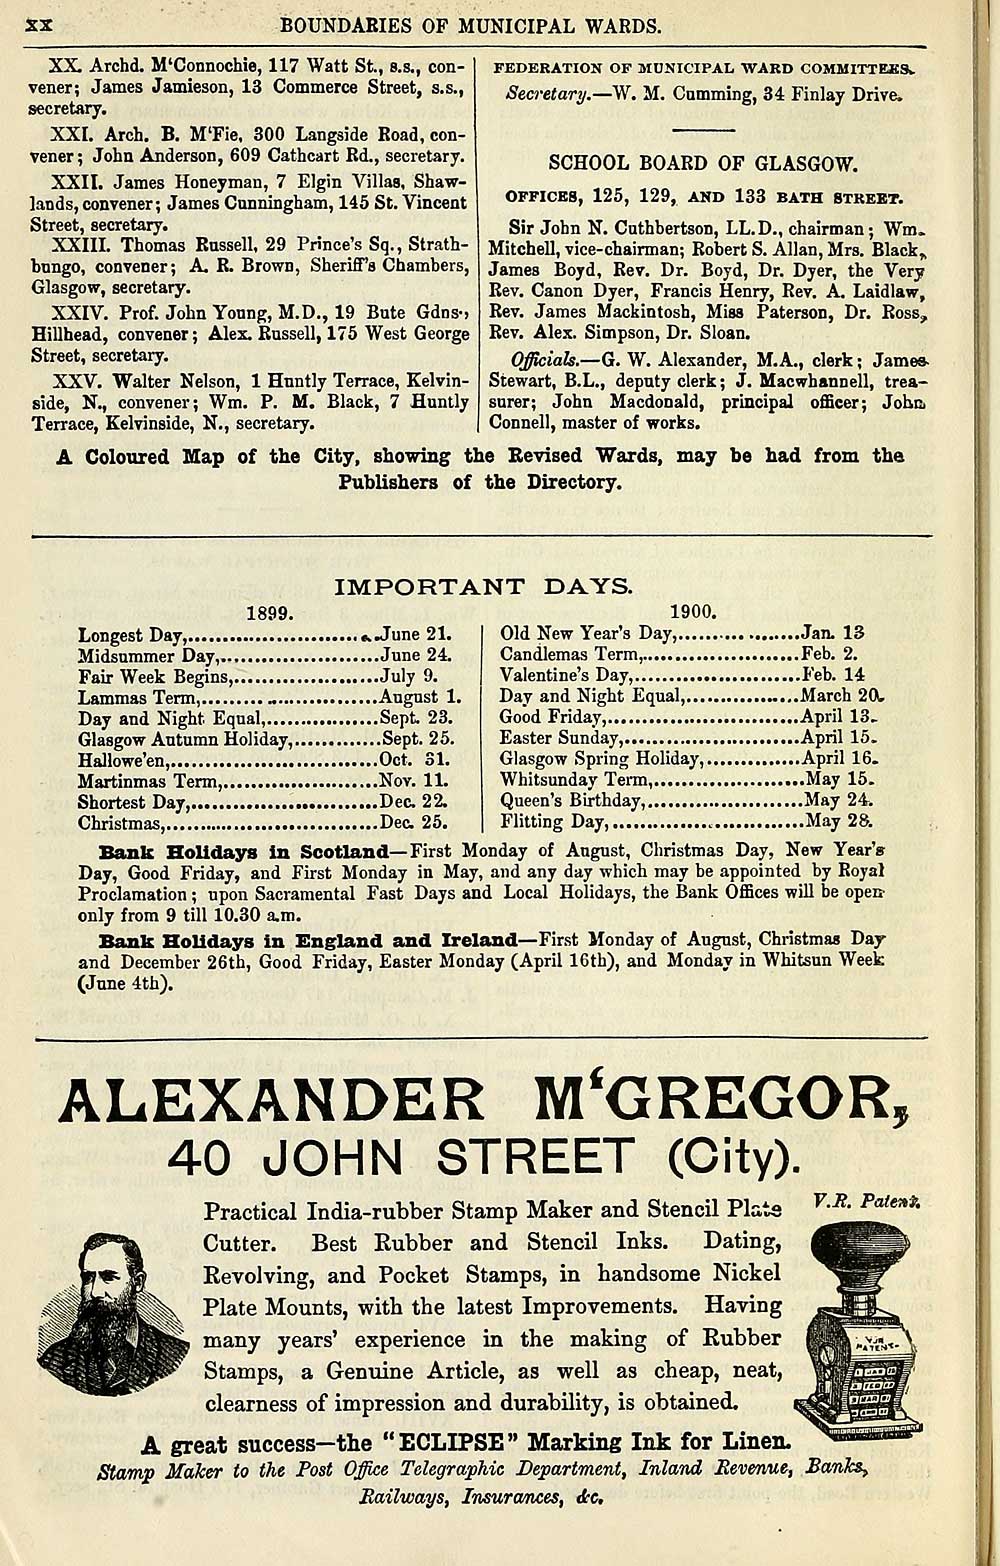 xx
BOUNDARIES OF MUNICIPAL WARDS.
XX. Archd. M'Connochie, 117 Watt St., s.s., con-
vener; James Jamieson, 13 Commerce Street, s.s.,
secretary.
XXI. Arch. B. M'Fie, 300 Langside Road, con-
vener; John Anderson, 609 Cathcart Rd., secretary.
XXII. James Honeyman, 7 Elgin Villas, Shaw-
lands, convener; James Cunningham, 145 St. Vincent
Street, secretary.
XXIII. Thomas Russell, 29 Prince's Sq., Strath-
bungo, convener; A. R. Brown, Sheriff's Chambers,
Glasgow, secretary.
XXIV. Prof. John Young, M.D., 19 Bute Gdns.,
Hillhead, convener; Alex. Russell, 175 West George
Street, secretary.
XXV. Walter Nelson, 1 Huntly Terrace, Kelvin-
side, N., convener; Wm. P. M. Black, 7 Huntly
Terrace, Kelvinside, N., secretary.
FEDERATION OF MUNICIPAL WARD COMMITTEES.
Secretary.—W. M. Cumming, 34 Finlay Drive.
SCHOOL BOARD OF GLASGOW.
OFFICES, 125, 129, AND 133 BATH STREET.
Sir John N. Cuthbertson, LL.D., chairman; Wm.
Mitchell, vice-chairman; Robert S. Allan, Mrs. Black,
James Boyd, Rev. Dr. Boyd, Dr. Dyer, the Very
Rev. Canon Dyer, Francis Henry, Rev. A. Laidlaw,
Rev. James Mackintosh, Miss Paterson, Dr. Ross,
Rev. Alex. Simpson, Dr. Sloan.
Officials.—G. W. Alexander, M.A., clerk; James
Stewart, B.L., deputy clerk; J. Macwhannell, trea-
surer; John Macdonald, principal officer; John
Connell, master of works.
A Coloured Map of the City, showing the Revised Wards, may be had from the
Publishers of the Directory.
IMPORTANT DAYS.
1899.
Longest Day,........................June 21.
Midsummer Day,......................June 24.
Fair Week Begins,...................July 9.
Lammas Term,........................August 1.
Day and Night Equal,................Sept. 23.
Glasgow Autumn Holiday,............Sept. 25.
Hallowe'en,.........................Oct. 31.
Martinmas Term,.....................Nov. 11.
Shortest Day,.......................Dec. 22.
Christmas,..........................Dec. 25.
1900.
Old New Year's Day,................Jan. 13
Candlemas Term,.....................Feb. 2.
Valentine's Day,....................Feb. 14
Day and Night Equal,................March 20.
Good Friday,........................April 13.
Easter Sunday,......................April 15.
Glasgow Spring Holiday,.............April 16.
Whitsunday Term,....................May 15.
Queen's Birthday,...................May 24.
Flitting Day,.......................May 28.
Bank Holidays in Scotland—First Monday of August, Christmas Day, New Year's
Day, Good Friday, and First Monday in May, and any day which may be appointed by Royal
Proclamation; upon Sacramental Fast Days and Local Holidays, the Bank Offices will be open
only from 9 till 10.30 a.m.
Bank Holidays in England and Ireland—First Monday of August, Christmas Day
and December 26th, Good Friday, Easter Monday (April 16th), and Monday in Whitsun Week
(June 4th).
ALEXANDER M'GREGOR,
40 JOHN STREET (City).
Practical India-rubber Stamp Maker and Stencil Plate
Cutter. Best Rubber and Stencil Inks. Dating,
Revolving, and Pocket Stamps, in handsome Nickel
Plate Mounts, with the latest Improvements. Having
many years' experience in the making of Rubber
Stamps, a Genuine Article, as well as cheap, neat,
clearness of impression and durability, is obtained.
V.R. Patent.
V.R
PATENT
A great success—the "ECLIPSE" Marking Ink for Linen.
Stamp Maker to the Post Office Telegraphic Department, Inland Revenue, Banks,
Railways, Insurances, &c.